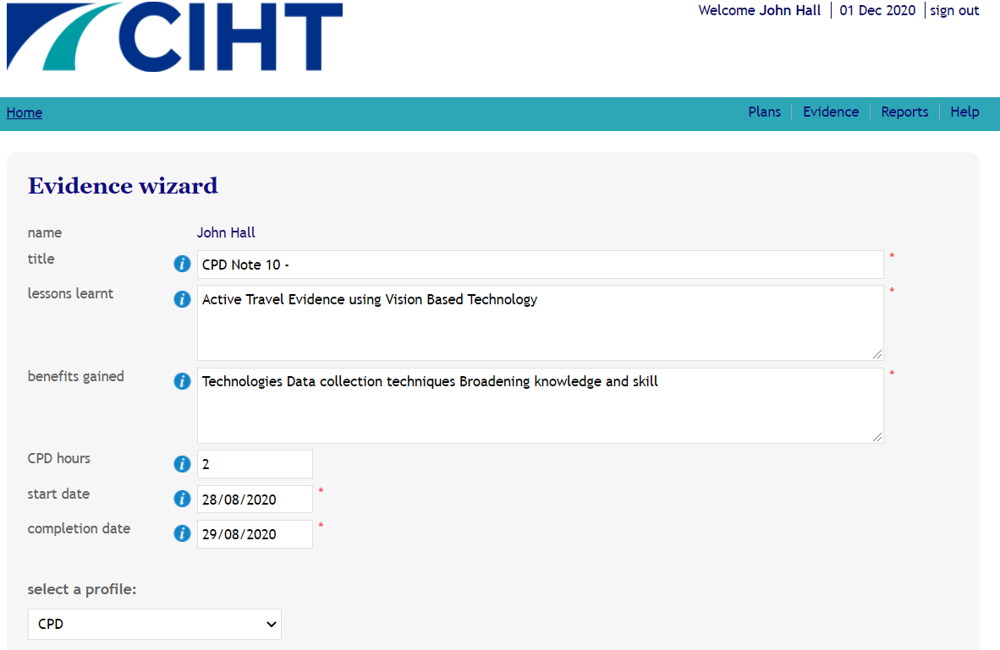 CIHT
Welcome John Hall | 01 Dec 2020 | sign out
Home
Plans | Evidence | Reports | Help
Evidence wizard
name John Hall
title i CPD Note 10 - *
lessons learnt i Active Travel Evidence using Vision Based Technology *
benefits gained i Technologies Data collection techniques Broadening knowledge and skill *
CPD hours i 2
start date i 28/08/2020 *
completion date i 29/08/2020 *
select a profile:
CPD